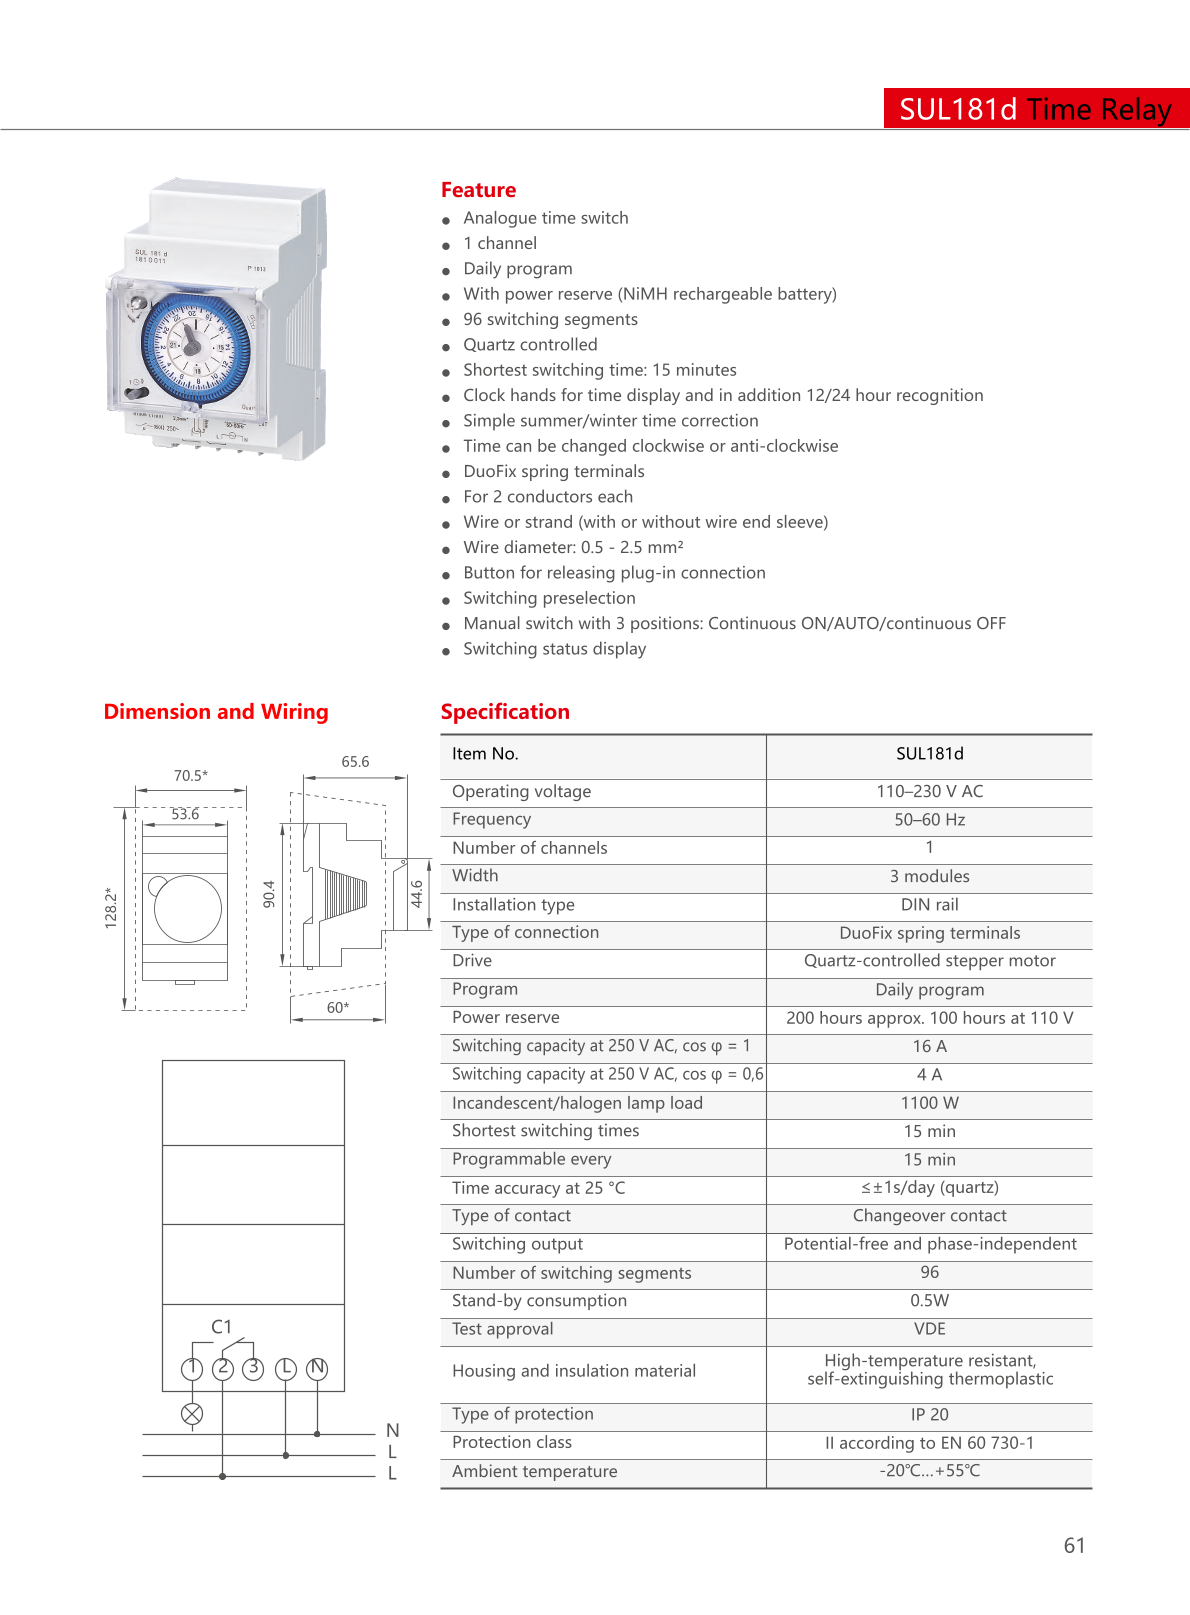 SUL181d Time Relay
SUL 181 d
181 0 011
P 1013
Feature
● Analogue time switch
● 1 channel
● Daily program
● With power reserve (NiMH rechargeable battery)
● 96 switching segments
● Quartz controlled
● Shortest switching time: 15 minutes
● Clock hands for time display and in addition 12/24 hour recognition
● Simple summer/winter time correction
● Time can be changed clockwise or anti-clockwise
● DuoFix spring terminals
● For 2 conductors each
● Wire or strand (with or without wire end sleeve)
● Wire diameter: 0.5 - 2.5 mm²
● Button for releasing plug-in connection
● Switching preselection
● Manual switch with 3 positions: Continuous ON/AUTO/continuous OFF
● Switching status display
Dimension and Wiring
70.5*
53.6
128.2*
65.6
90.4
44.6
60*
C1
1 2 3 L N
N
L
L
Specification
Item No. SUL181d
Operating voltage 110–230 V AC
Frequency 50–60 Hz
Number of channels 1
Width 3 modules
Installation type DIN rail
Type of connection DuoFix spring terminals
Drive Quartz-controlled stepper motor
Program Daily program
Power reserve 200 hours approx. 100 hours at 110 V
Switching capacity at 250 V AC, cos φ = 1 16 A
Switching capacity at 250 V AC, cos φ = 0,6 4 A
Incandescent/halogen lamp load 1100 W
Shortest switching times 15 min
Programmable every 15 min
Time accuracy at 25 °C ≤±1s/day (quartz)
Type of contact Changeover contact
Switching output Potential-free and phase-independent
Number of switching segments 96
Stand-by consumption 0.5W
Test approval VDE
Housing and insulation material High-temperature resistant,
self-extinguishing thermoplastic
Type of protection IP 20
Protection class II according to EN 60 730-1
Ambient temperature -20℃...+55℃
61